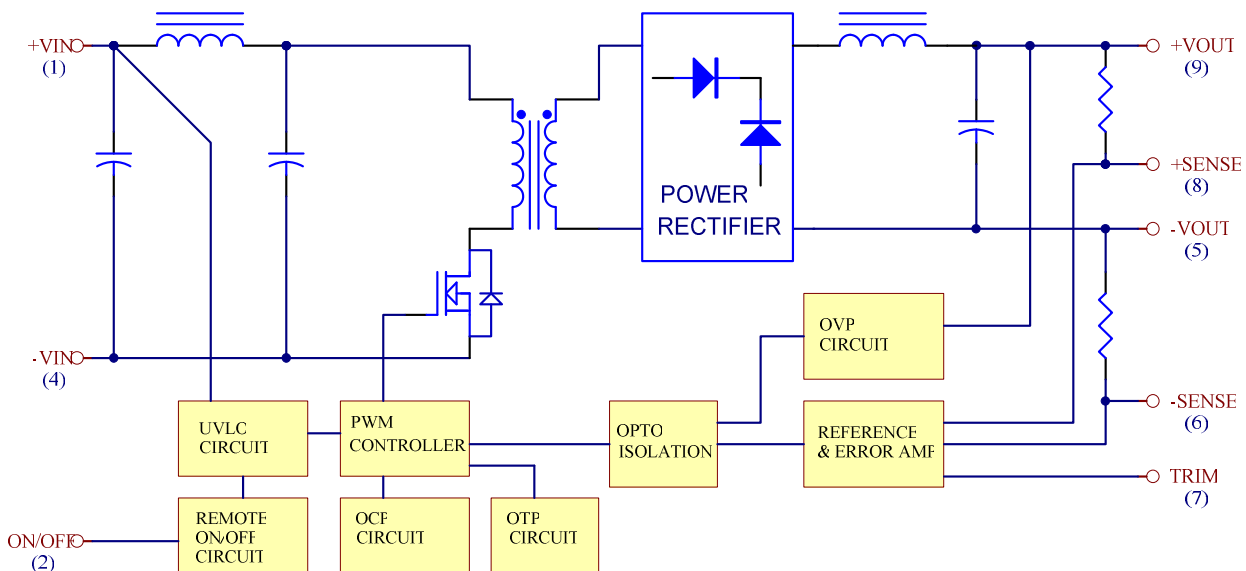 +VIN
(1)
+VOUT
(9)
+SENSE
(8)
POWER
RECTIFIER
-VOUT
(5)
OVP
CIRCUIT
-VIN
(4)
UVLC
CIRCUIT
PWM
CONTROLLER
OPTO
ISOLATION
REFERENCE
& ERROR AMP
-SENSE
(6)
TRIM
(7)
REMOTE
ON/OFF
CIRCUIT
OCP
CIRCUIT
OTP
CIRCUIT
ON/OFF
(2)